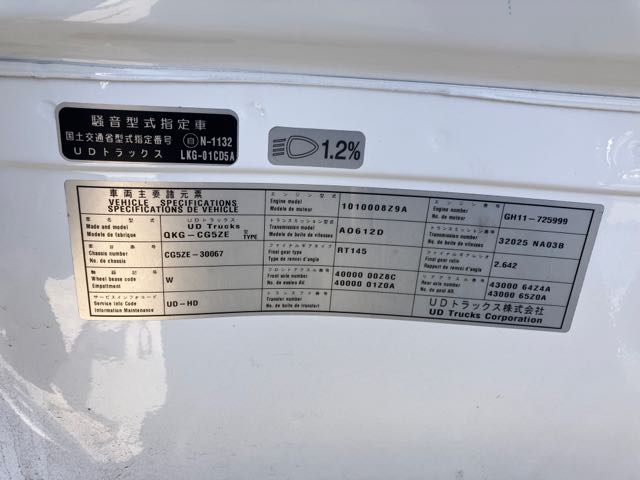 騒音型式指定車
国土交通省型式指定番号 自 N-1132
UDトラックス LKG-01CD5A
1.2%
車両主要諸元表
VEHICLE SPECIFICATIONS
SPECIFICATIONS DE VEHICLE
Made and model
Modele de fabrique
UDトラックス
UD Trucks
QKG-CG5ZE 型
車台番号
Chassis number
No. de chassis
CG5ZE-30067
軸距記号
Wheel base code
Empattement
W
サービスインフォコード
Service Info Code
Information Maintenance
UD-HD
エンジン型式
Engine model
Modele de moteur
1010008Z9A
トランスミッション型式
Transmission model
Modele de boite de vitesses
AO612D
ファイナルギアタイプ
Final gear type
Type de renvoi d'angle
RT145
フロントアクスル番号
Front axle number
No. de essieu AV.
40000 00Z8C
40000 01Z0A
トランスファ番号
Transfer number
No. de boite de transfert
エンジン番号
Engine number
No. de moteur
GH11-725999
トランスミッション番号
Transmission number
No. de boite de vitesses
32025 NA03B
ファイナルギアレシオ
Final gear ratio
Rapport de renvoi d'angle
2.642
リアアクスル番号
Rear axle number
No. de essieu AR.
43000 64Z4A
43000 65Z0A
UDトラックス株式会社
UD Trucks Corporation